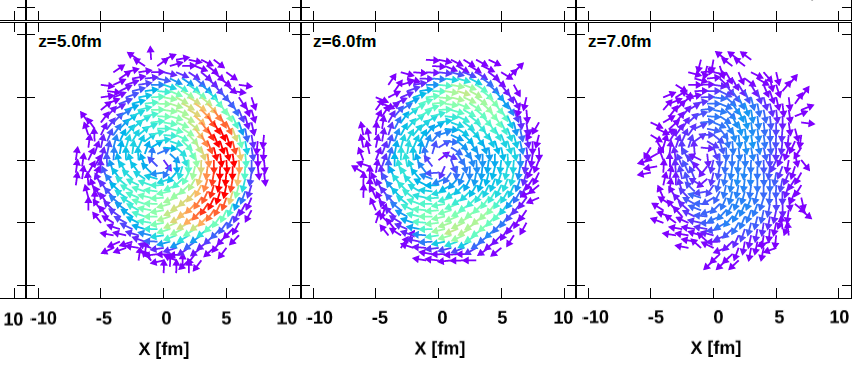 z=5.0fm z=6.0fm z=7.0fm
10 -10 -5 0 5 10 -10 -5 0 5 10 -10 -5 0 5 10
X [fm] X [fm] X [fm]